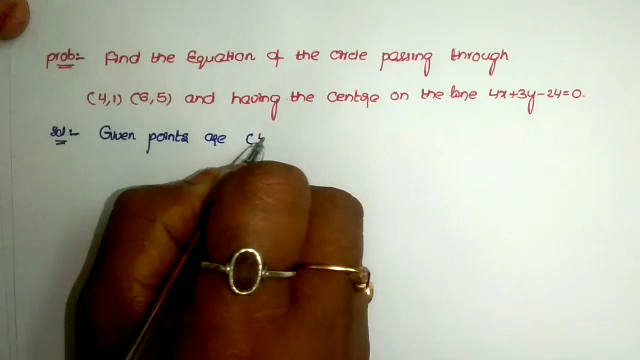 prob:- Find the Equation of the circle passing through
(4,1) (6,5) and having the centre on the line 4x+3y-24=0.
Sol:- Given points are (4